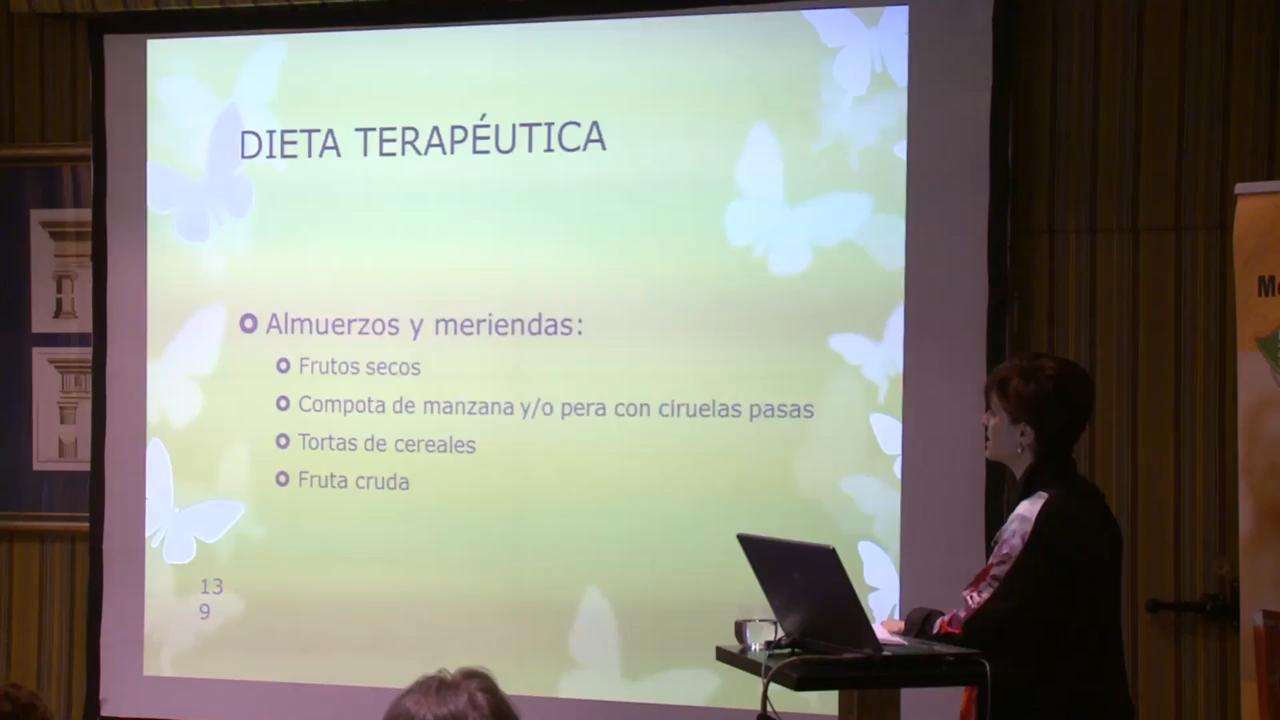 DIETA TERAPÉUTICA
Almuerzos y meriendas:
Frutos secos
Compota de manzana y/o pera con ciruelas pasas
Tortas de cereales
Fruta cruda
13
9